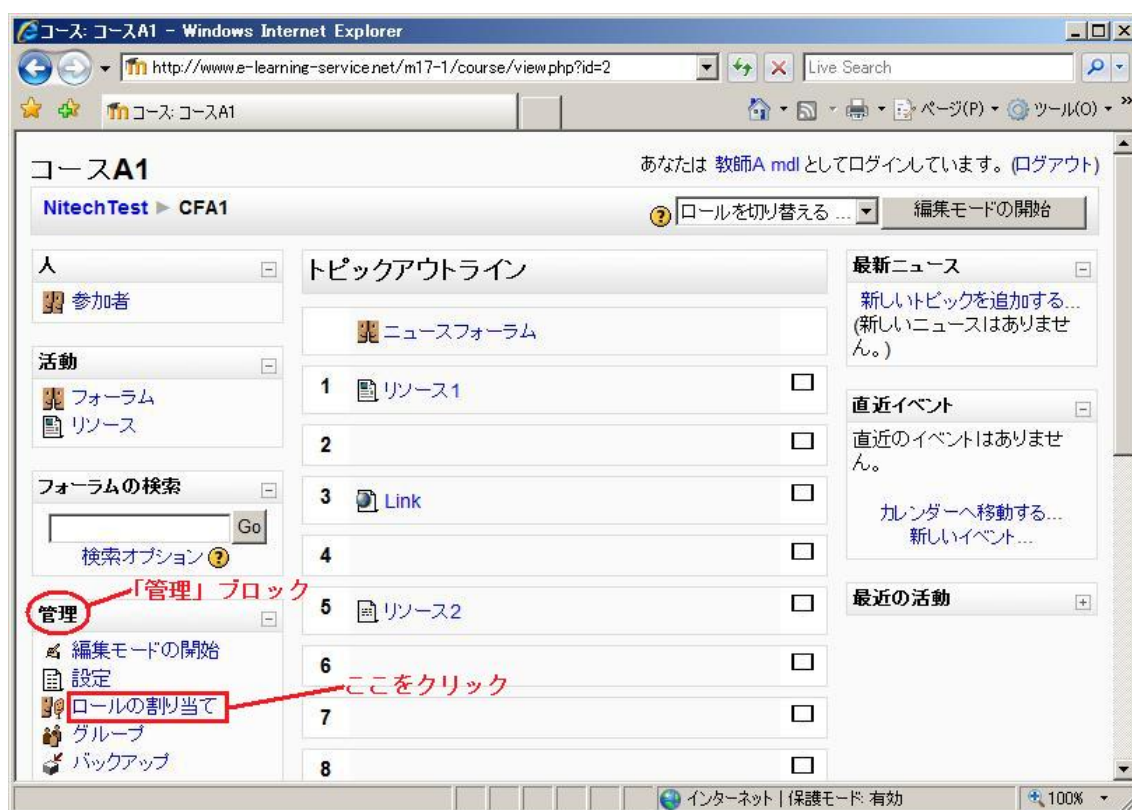 コース: コースA1 - Windows Internet Explorer
http://www.e-learning-service.net/m17-1/course/view.php?id=2
Live Search
コース: コースA1
ページ(P)
ツール(O)
»
コースA1
あなたは 教師A mdl としてログインしています。(ログアウト)
NitechTest ► CFA1
ロールを切り替える ...
編集モードの開始
人
参加者
活動
フォーラム
リソース
フォーラムの検索
Go
検索オプション
「管理」ブロック
管理
編集モードの開始
設定
ロールの割り当て
ここをクリック
グループ
バックアップ
トピックアウトライン
ニュースフォーラム
1 リソース1
2
3 Link
4
5 リソース2
6
7
8
最新ニュース
新しいトピックを追加する...
(新しいニュースはありませ
ん。)
直近イベント
直近のイベントはありませ
ん。
カレンダーへ移動する...
新しいイベント...
最近の活動
インターネット | 保護モード: 有効
100%